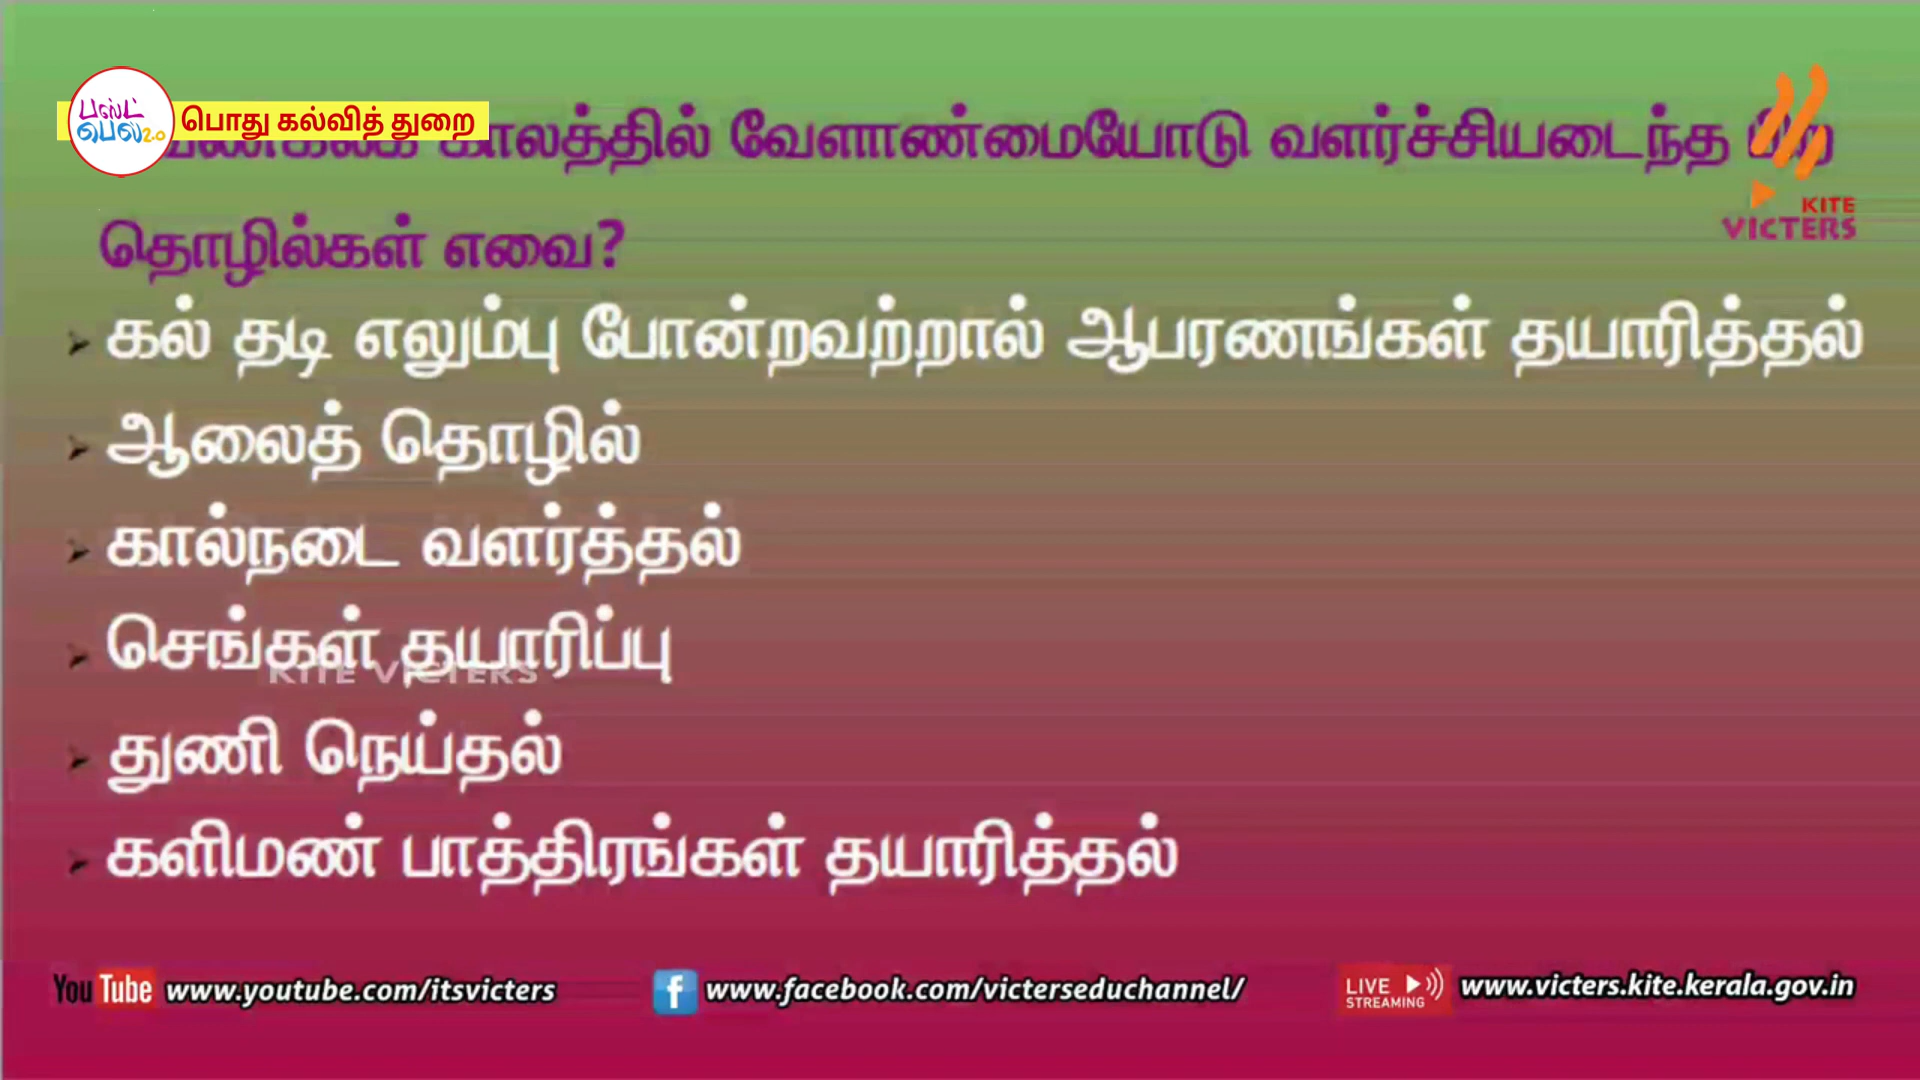 பஸ்ட்
பெல் 2.0
பொது கல்வித் துறை
காலத்தில் வேளாண்மையோடு வளர்ச்சியடைந்த பிற
தொழில்கள் எவை?
KITE
VICTERS
கல் தடி எலும்பு போன்றவற்றால் ஆபரணங்கள் தயாரித்தல்
ஆலைத் தொழில்
கால்நடை வளர்த்தல்
செங்கள் தயாரிப்பு
KITE VICTERS
துணி நெய்தல்
களிமண் பாத்திரங்கள் தயாரித்தல்
YouTube www.youtube.com/itsvicters
f www.facebook.com/victerseduchannel/
LIVE STREAMING www.victers.kite.kerala.gov.in